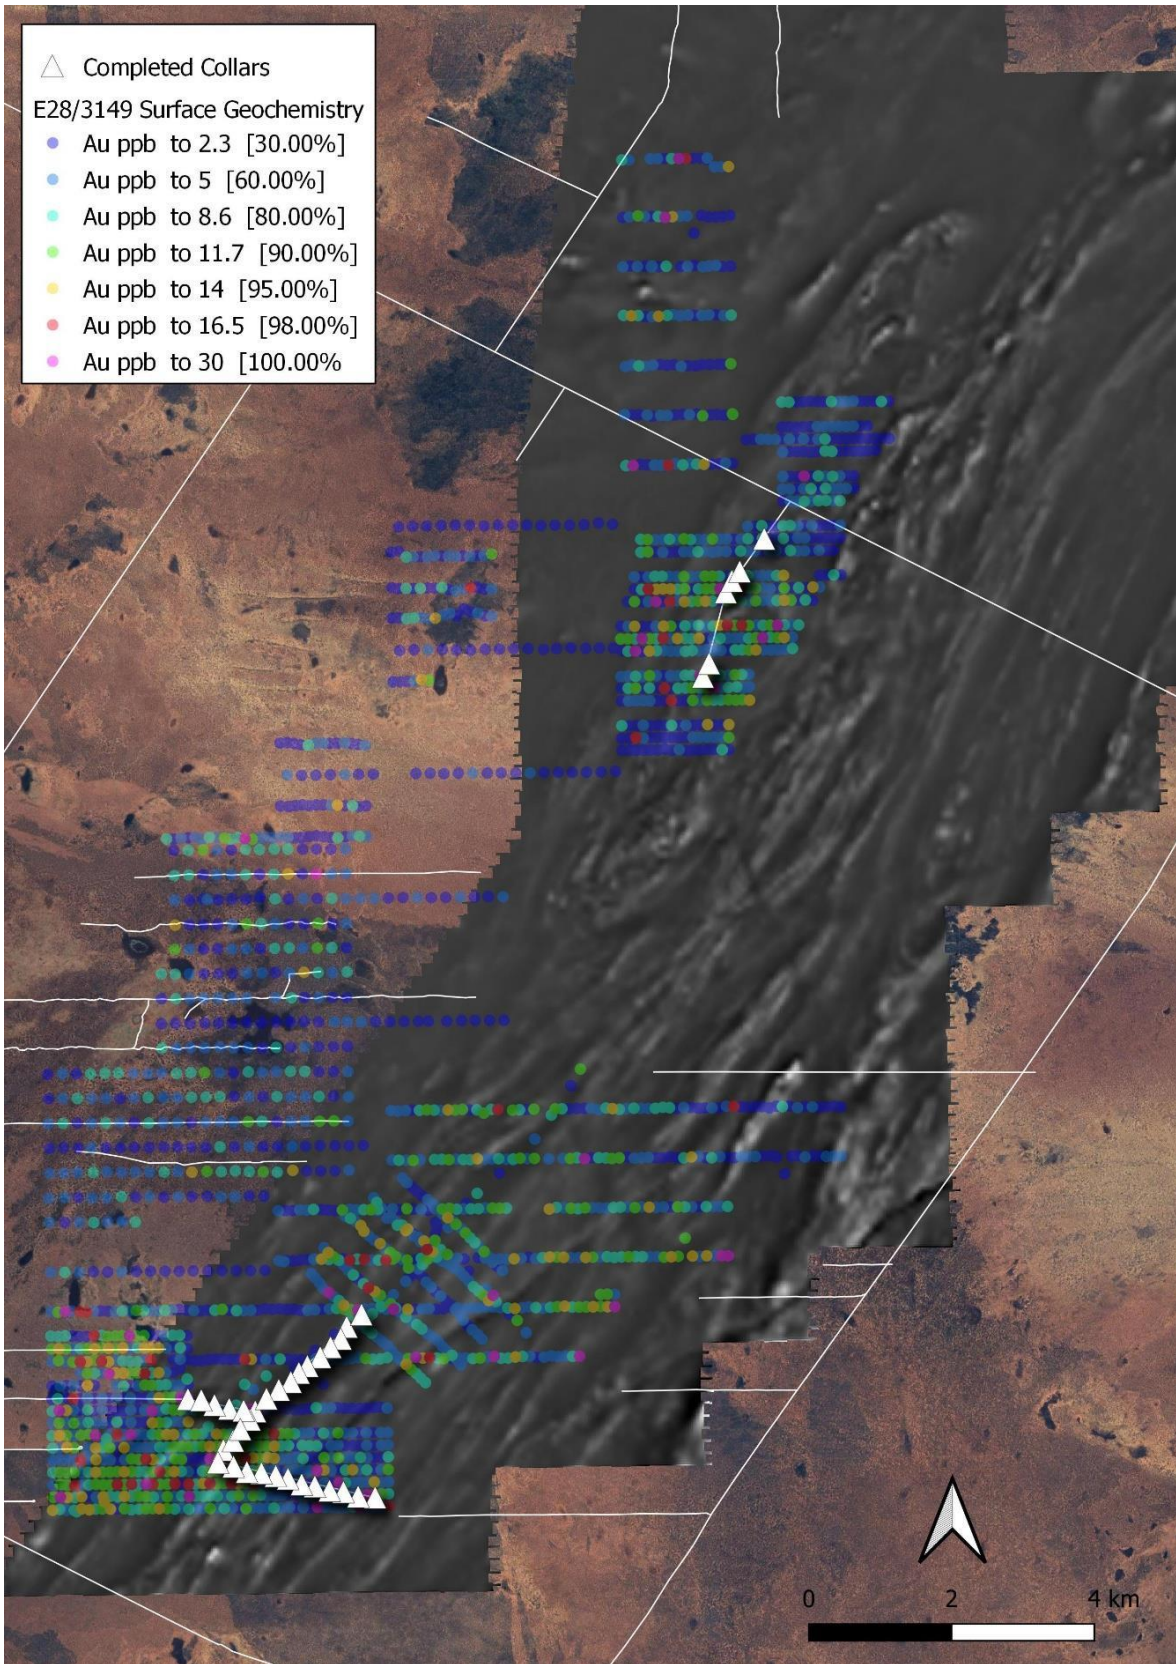 Completed Collars
E28/3149 Surface Geochemistry
Au ppb to 2.3 [30.00%]
Au ppb to 5 [60.00%]
Au ppb to 8.6 [80.00%]
Au ppb to 11.7 [90.00%]
Au ppb to 14 [95.00%]
Au ppb to 16.5 [98.00%]
Au ppb to 30 [100.00%
0 2 4 km